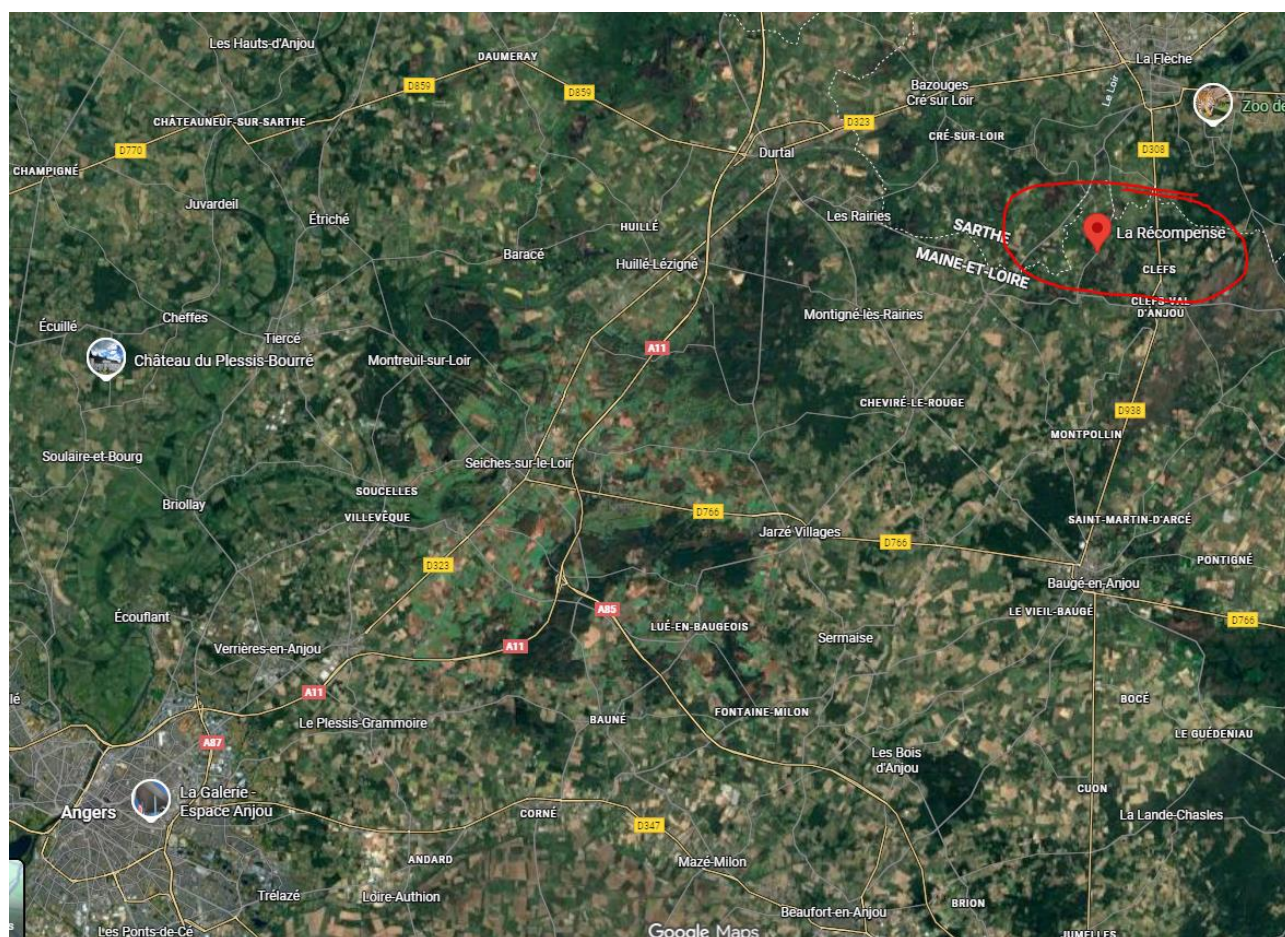 Les Hauts-d'Anjou
DAUMERAY
La Flèche
D859
D859
Bazouges
Cré sur Loir
Le Loir
Zoo de
CHÂTEAUNEUF-SUR-SARTHE
D323
CRÉ-SUR-LOIR
D770
Durtal
D308
CHAMPIGNÉ
Juvardeil
Étriché
Les Rairies
HUILLÉ
SARTHE
La Récompense
Baracé
Huillé-Lézigné
MAINE-ET-LOIRE
CLEFS
CLEFS-VAL
D'ANJOU
Écuillé
Cheffes
Tiercé
Montigné-lès-Rairies
Château du Plessis-Bourré
Montreuil-sur-Loir
A11
CHEVIRÉ-LE-ROUGE
D938
MONTPOLLIN
Soulaire-et-Bourg
Seiches-sur-le-Loir
SOUCELLES
Briollay
VILLEVÊQUE
D766
Jarzé Villages
D766
SAINT-MARTIN-D'ARCÉ
PONTIGNÉ
D323
Baugé-en-Anjou
Écouflant
A85
LUÉ-EN-BAUGEOIS
LE VIEIL-BAUGÉ
D766
Verrières-en-Anjou
A11
Sermaise
lé
A11
Le Plessis-Grammoire
BAUNÉ
FONTAINE-MILON
BOCÉ
LE GUÉDENIAU
A87
Les Bois
d'Anjou
CUON
La Galerie -
Espace Anjou
Angers
CORNÉ
D347
La Lande-Chasles
ANDARD
Mazé-Milon
Trélazé
Loire-Authion
BRION
Beaufort-en-Anjou
s
Les Ponts-de-Cé
Google Maps
JUMELLES